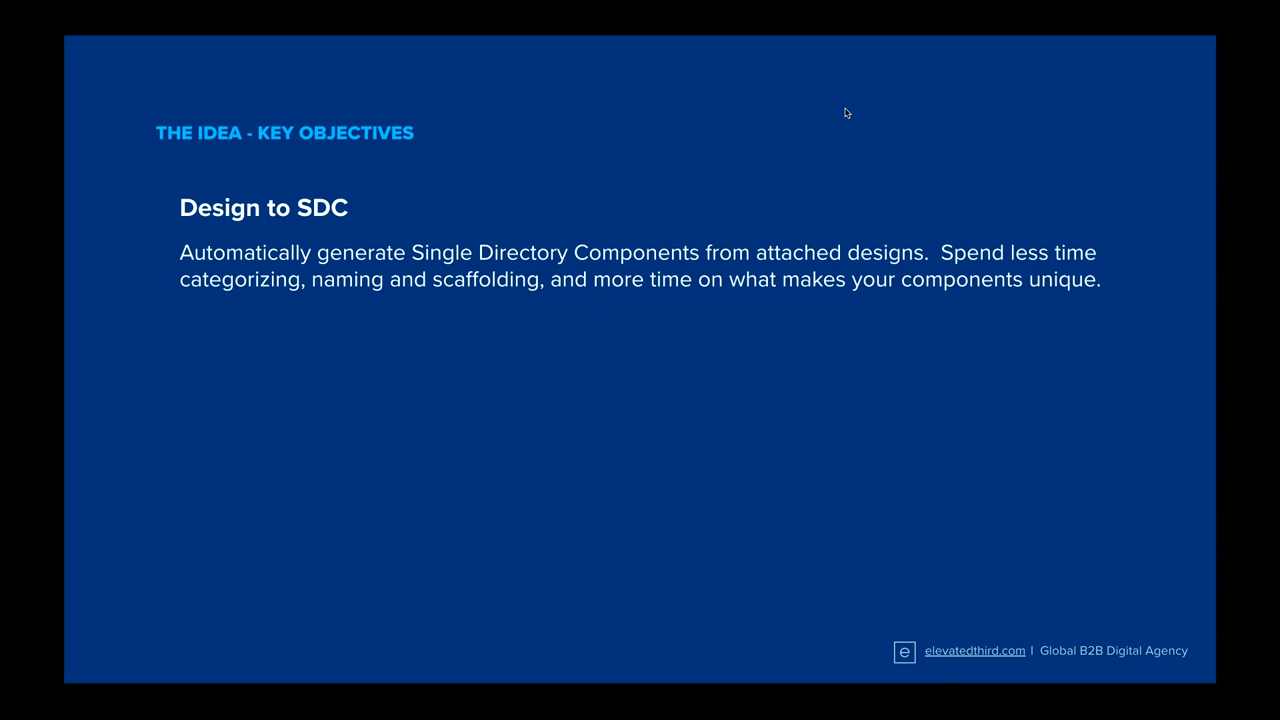 THE IDEA - KEY OBJECTIVES
Design to SDC
Automatically generate Single Directory Components from attached designs.  Spend less time
categorizing, naming and scaffolding, and more time on what makes your components unique.
e elevatedthird.com | Global B2B Digital Agency